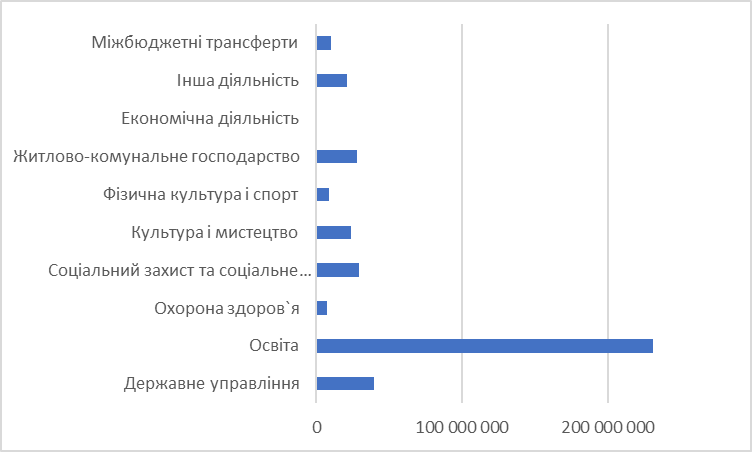 Міжбюджетні трансферти
Інша діяльність
Економічна діяльність
Житлово-комунальне господарство
Фізична культура і спорт
Культура і мистецтво
Соціальний захист та соціальне...
Охорона здоров`я
Освіта
Державне управління
0 100 000 000 200 000 000